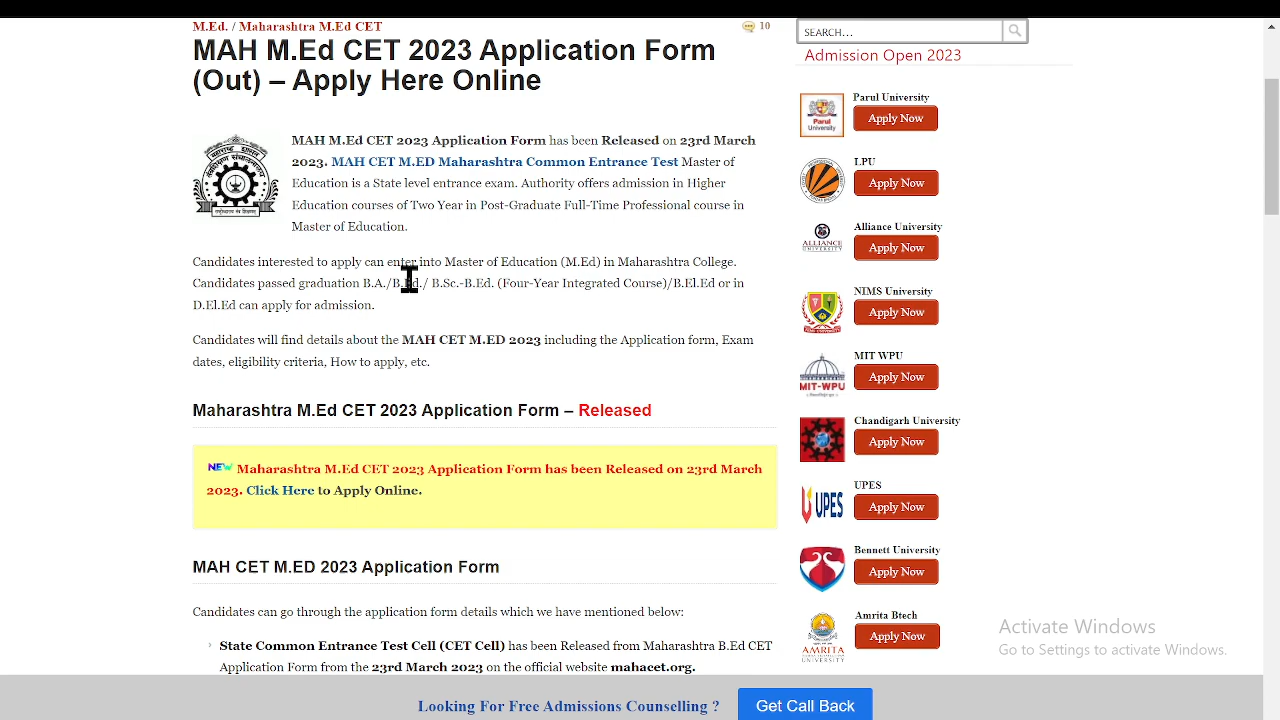 M.Ed. / Maharashtra M.Ed CET
10
MAH M.Ed CET 2023 Application Form
(Out) – Apply Here Online
MAH M.Ed CET 2023 Application Form has been Released on 23rd March
2023. MAH CET M.ED Maharashtra Common Entrance Test Master of
Education is a State level entrance exam. Authority offers admission in Higher
Education courses of Two Year in Post-Graduate Full-Time Professional course in
Master of Education.
Candidates interested to apply can enter into Master of Education (M.Ed) in Maharashtra College.
Candidates passed graduation B.A./B.Ed./ B.Sc.-B.Ed. (Four-Year Integrated Course)/B.El.Ed or in
D.El.Ed can apply for admission.
Candidates will find details about the MAH CET M.ED 2023 including the Application form, Exam
dates, eligibility criteria, How to apply, etc.
Maharashtra M.Ed CET 2023 Application Form – Released
NEW Maharashtra M.Ed CET 2023 Application Form has been Released on 23rd March
2023. Click Here to Apply Online.
MAH CET M.ED 2023 Application Form
Candidates can go through the application form details which we have mentioned below:
State Common Entrance Test Cell (CET Cell) has been Released from Maharashtra B.Ed CET
Application Form from the 23rd March 2023 on the official website mahacet.org.
SEARCH...
Admission Open 2023
Parul University
Parul
University
Apply Now
LPU
Apply Now
Alliance University
ALLIANCE
UNIVERSITY
Apply Now
NIMS University
Apply Now
MIT WPU
MIT-WPU
Apply Now
Chandigarh University
Apply Now
UPES
UPES
Apply Now
Bennett University
Apply Now
Amrita Btech
AMRITA
UNIVERSITY
Apply Now
Activate Windows
Go to Settings to activate Windows.
Looking For Free Admissions Counselling ?
Get Call Back